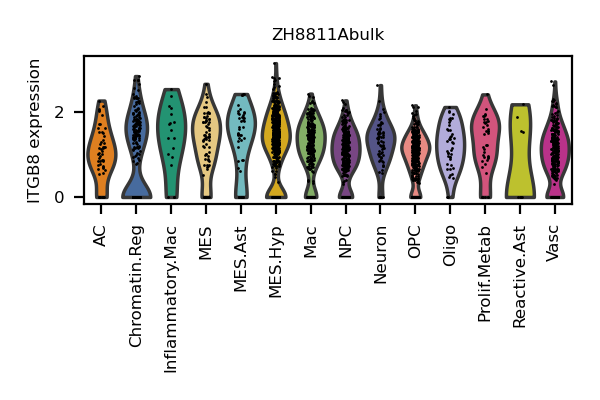 ZH8811Abulk
ITGB8 expression
2
0
AC
Chromatin.Reg
Inflammatory.Mac
MES
MES.Ast
MES.Hyp
Mac
NPC
Neuron
OPC
Oligo
Prolif.Metab
Reactive.Ast
Vasc